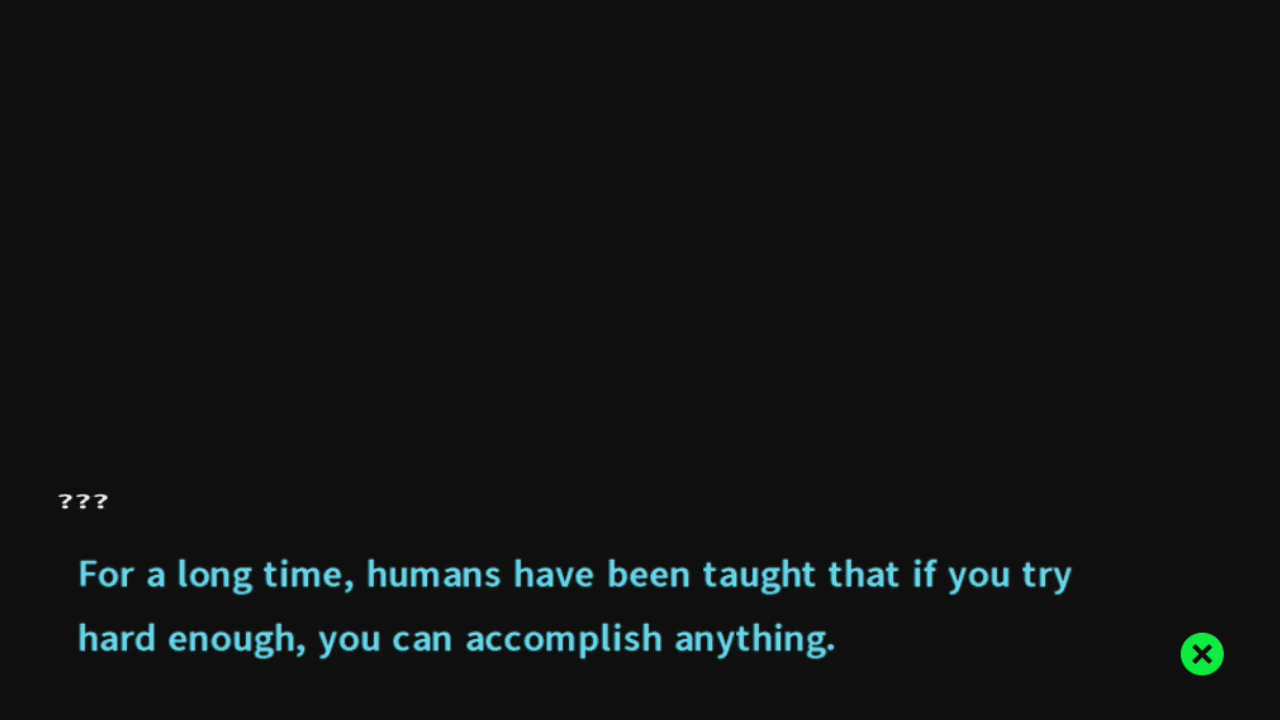 ???
For a long time, humans have been taught that if you try
hard enough, you can accomplish anything.